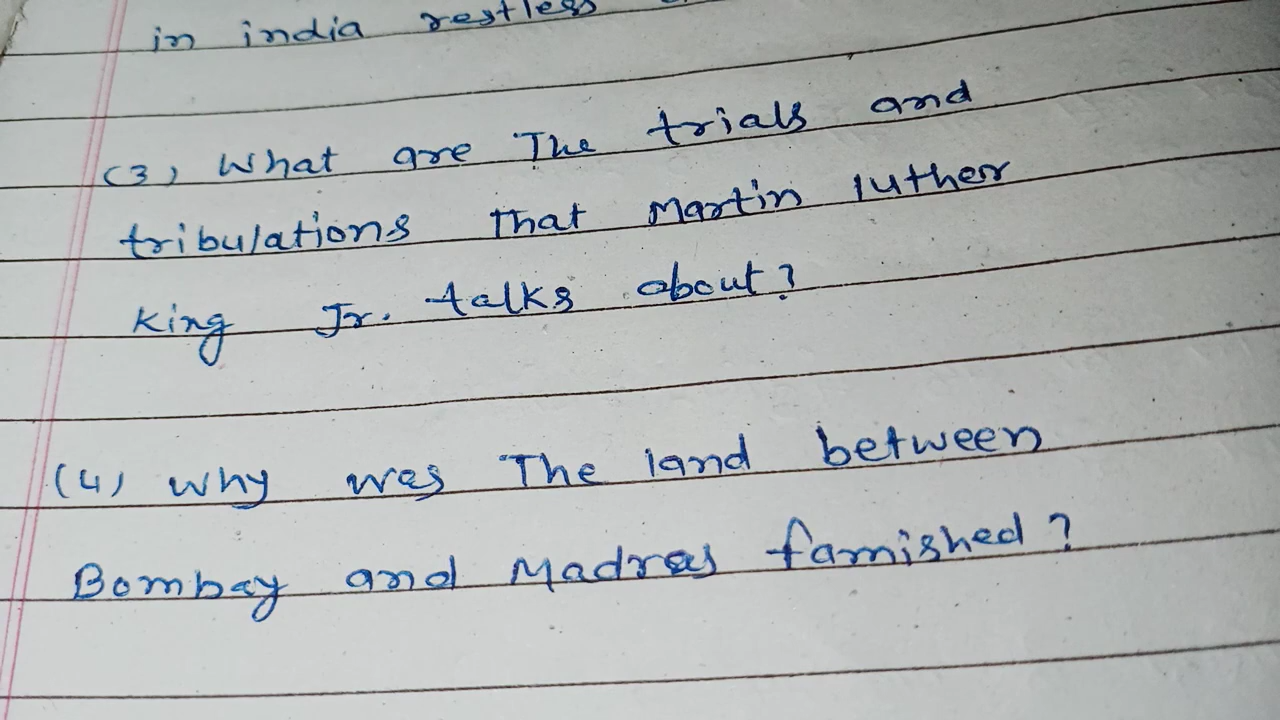 in india restless
(3) What are The trials and
tribulations That Martin luther
King Jr. talks about?
(4) Why was The land between
Bombay and Madras famished?